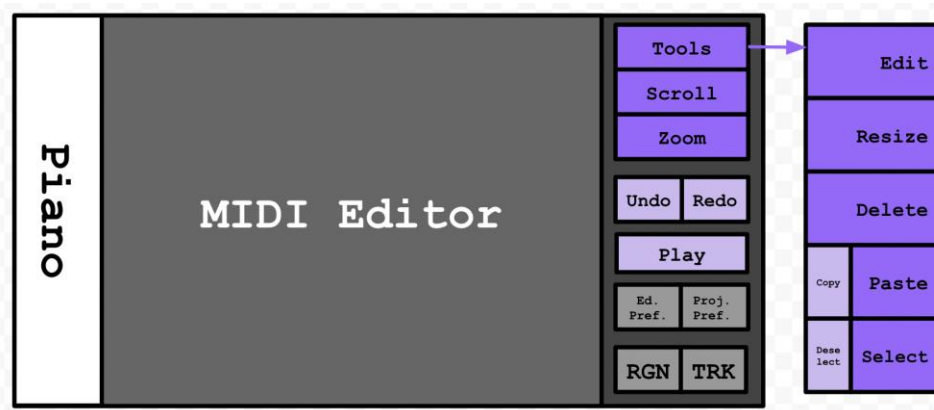 Piano
MIDI Editor
Tools
Scroll
Zoom
Undo Redo
Play
Ed.
Pref.
Proj.
Pref.
RGN TRK
Edit
Resize
Delete
Copy Paste
Dese
lect
Select